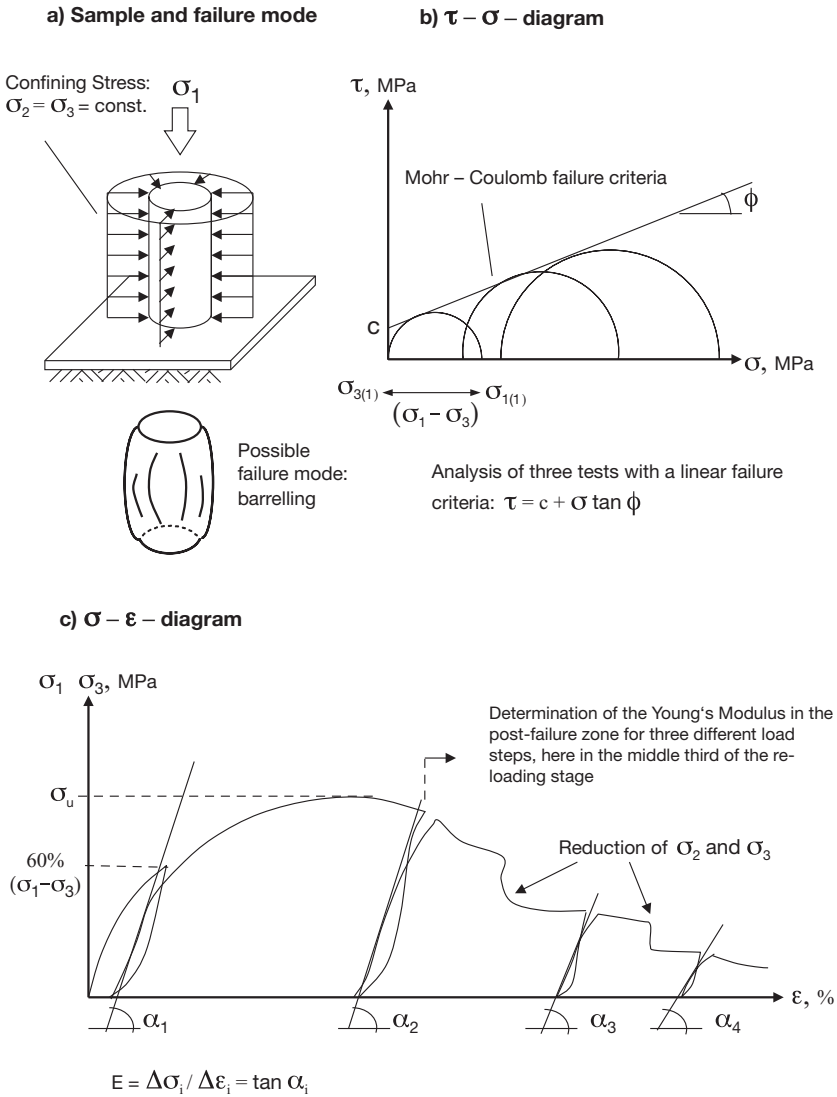 a) Sample and failure mode
Confining Stress:
σ₂ = σ₃ = const.
σ₁
Possible
failure mode:
barrelling
b) τ – σ – diagram
τ, MPa
Mohr – Coulomb failure criteria
ϕ
c
σ, MPa
σ₃₍₁₎
σ₁₍₁₎
(σ₁ – σ₃)
Analysis of three tests with a linear failure
criteria: τ = c + σ tan ϕ
c) σ – ε – diagram
σ₁ σ₃, MPa
Determination of the Young‘s Modulus in the
post-failure zone for three different load
steps, here in the middle third of the re-
loading stage
σᵤ
60%
(σ₁–σ₃)
Reduction of σ₂ and σ₃
ε, %
α₁
α₂
α₃
α₄
E = Δσᵢ / Δεᵢ = tan αᵢ